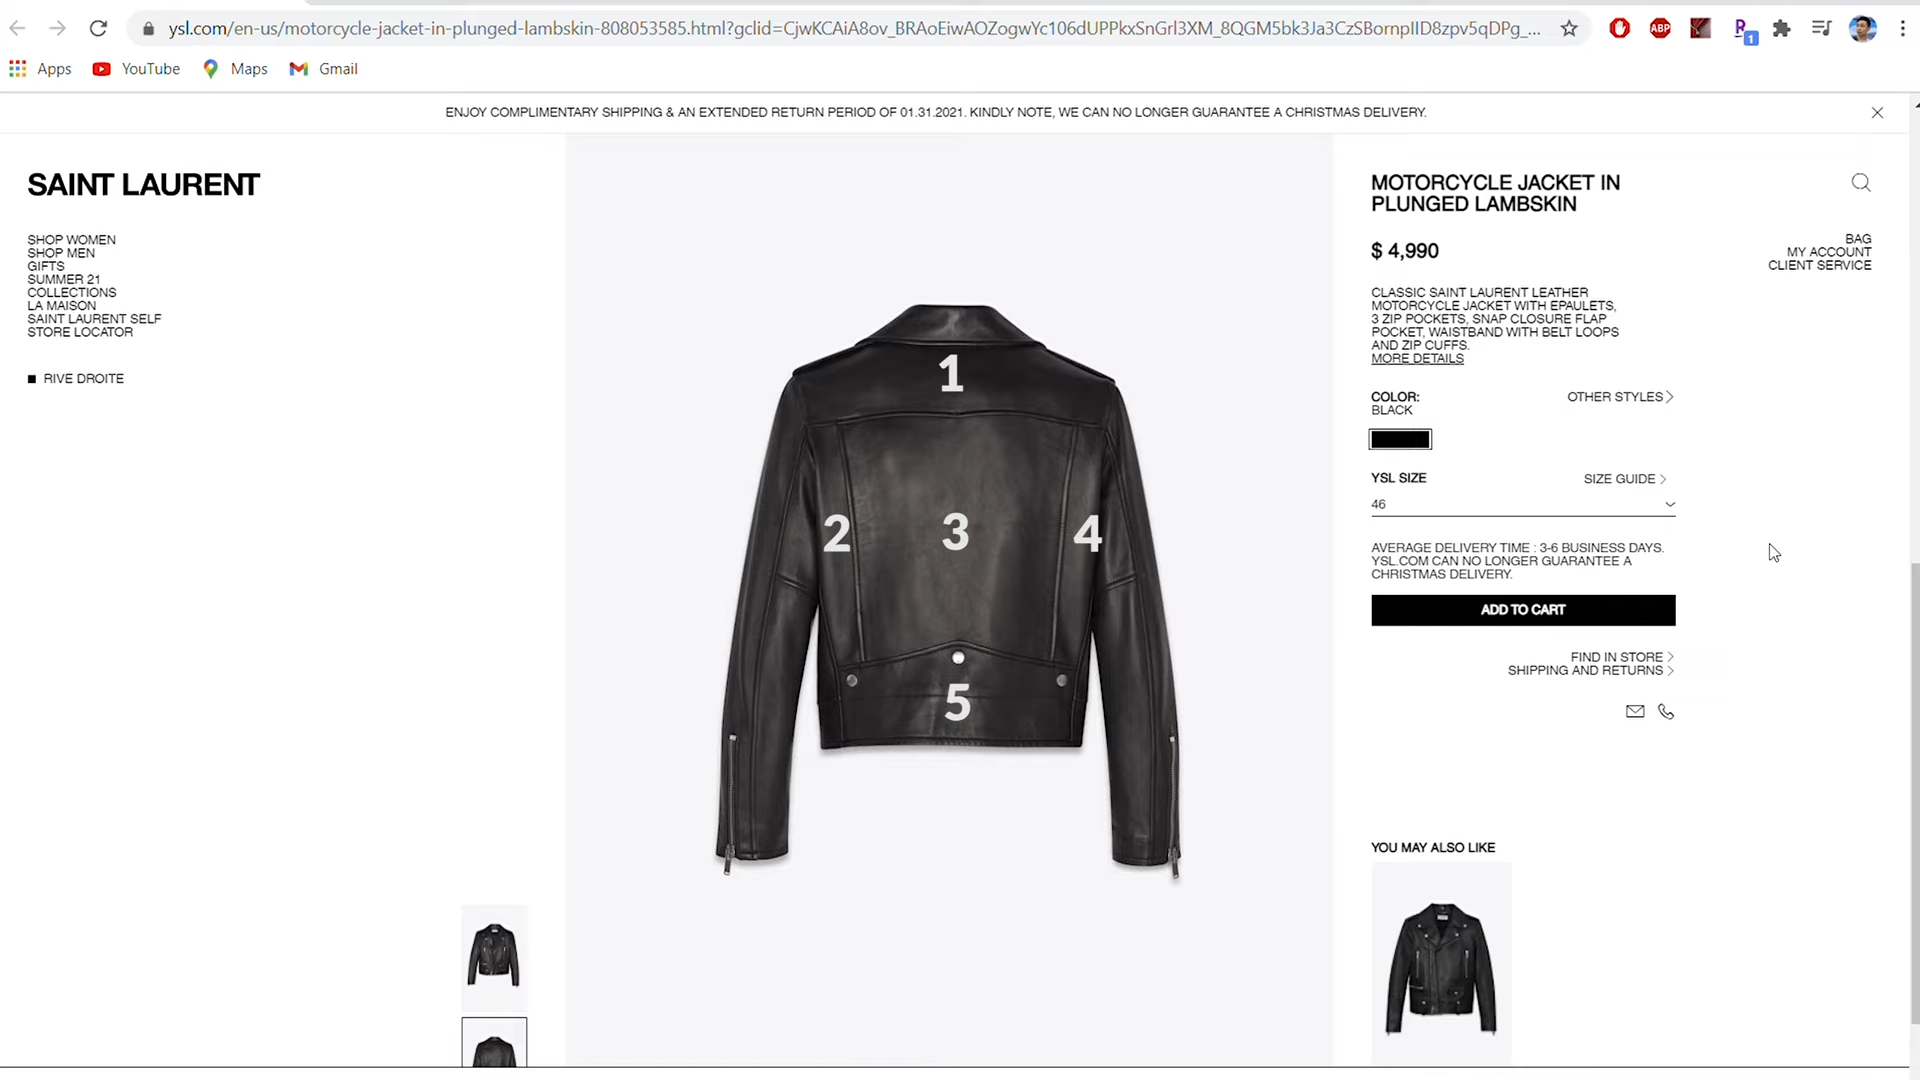 ysl.com/en-us/motorcycle-jacket-in-plunged-lambskin-808053585.html?gclid=CjwKCAiA8ov_BRAoEiwAOZogwYc106dUPPkxSnGrl3XM_8QGM5bk3Ja3CzSBornpIID8zpv5qDPg_...
ABP
1
Apps YouTube Maps Gmail
ENJOY COMPLIMENTARY SHIPPING & AN EXTENDED RETURN PERIOD OF 01.31.2021. KINDLY NOTE, WE CAN NO LONGER GUARANTEE A CHRISTMAS DELIVERY.
SAINT LAURENT
SHOP WOMEN
SHOP MEN
GIFTS
SUMMER 21
COLLECTIONS
LA MAISON
SAINT LAURENT SELF
STORE LOCATOR
RIVE DROITE
1
2 3 4
5
MOTORCYCLE JACKET IN
PLUNGED LAMBSKIN
$ 4,990
BAG
MY ACCOUNT
CLIENT SERVICE
CLASSIC SAINT LAURENT LEATHER
MOTORCYCLE JACKET WITH EPAULETS,
3 ZIP POCKETS, SNAP CLOSURE FLAP
POCKET, WAISTBAND WITH BELT LOOPS
AND ZIP CUFFS.
MORE DETAILS
COLOR: OTHER STYLES
BLACK
YSL SIZE SIZE GUIDE
46
AVERAGE DELIVERY TIME : 3-6 BUSINESS DAYS.
YSL.COM CAN NO LONGER GUARANTEE A
CHRISTMAS DELIVERY.
ADD TO CART
FIND IN STORE
SHIPPING AND RETURNS
YOU MAY ALSO LIKE